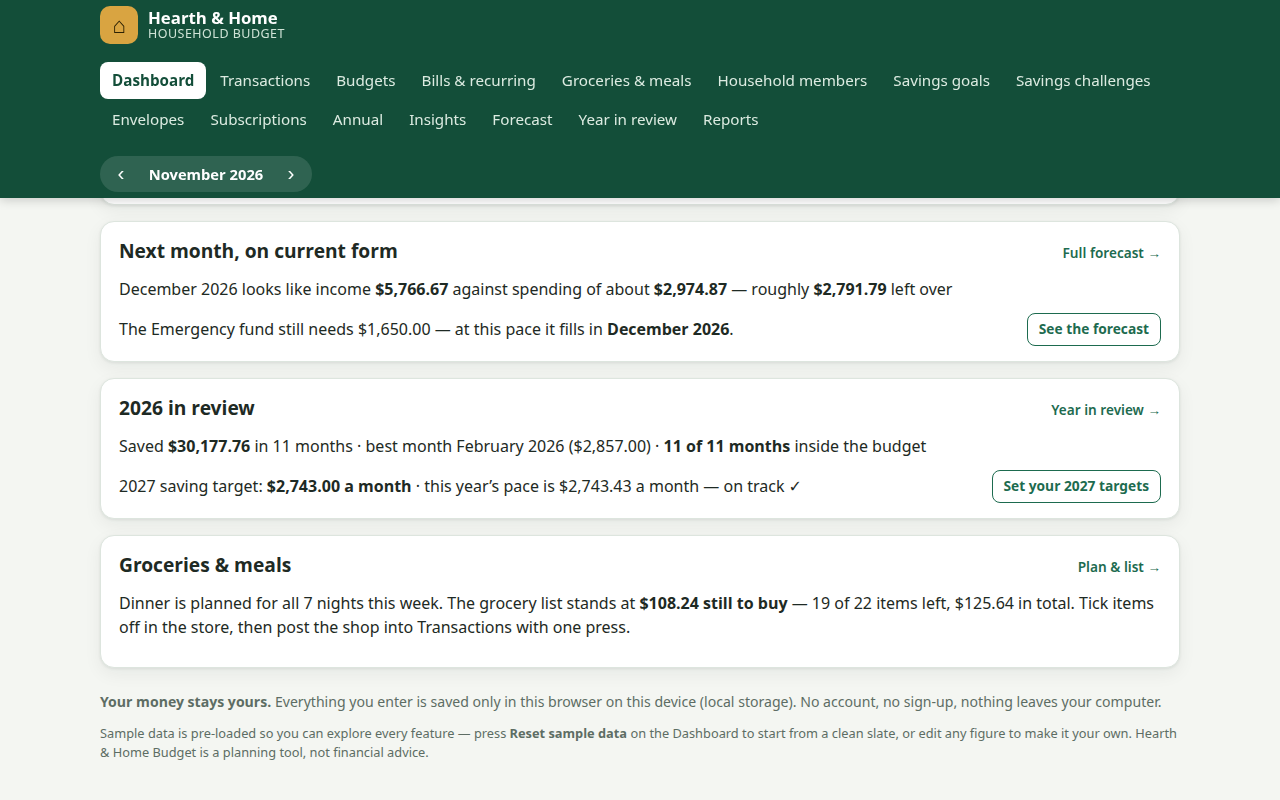 Hearth & Home
HOUSEHOLD BUDGET
Dashboard Transactions Budgets Bills & recurring Groceries & meals Household members Savings goals Savings challenges
Envelopes Subscriptions Annual Insights Forecast Year in review Reports
‹ November 2026 ›
Next month, on current form
Full forecast →
December 2026 looks like income $5,766.67 against spending of about $2,974.87 — roughly $2,791.79 left over
The Emergency fund still needs $1,650.00 — at this pace it fills in December 2026.
See the forecast
2026 in review
Year in review →
Saved $30,177.76 in 11 months · best month February 2026 ($2,857.00) · 11 of 11 months inside the budget
2027 saving target: $2,743.00 a month · this year’s pace is $2,743.43 a month — on track ✓
Set your 2027 targets
Groceries & meals
Plan & list →
Dinner is planned for all 7 nights this week. The grocery list stands at $108.24 still to buy — 19 of 22 items left, $125.64 in total. Tick items
off in the store, then post the shop into Transactions with one press.
Your money stays yours. Everything you enter is saved only in this browser on this device (local storage). No account, no sign-up, nothing leaves your computer.
Sample data is pre-loaded so you can explore every feature — press Reset sample data on the Dashboard to start from a clean slate, or edit any figure to make it your own. Hearth
& Home Budget is a planning tool, not financial advice.